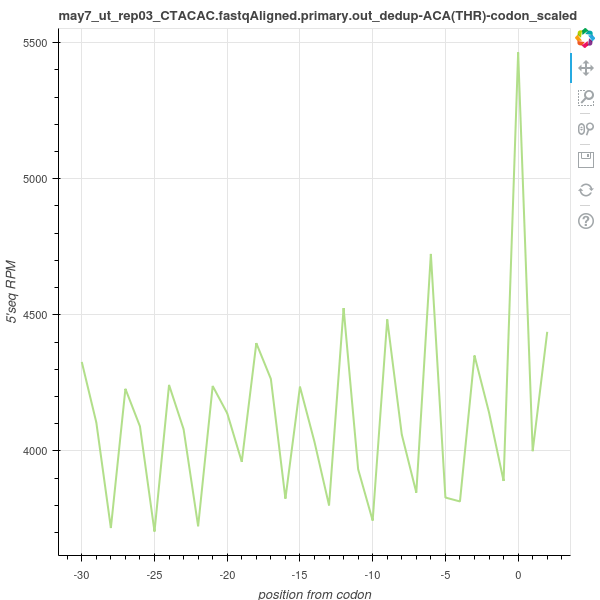 may7_ut_rep03_CTACAC.fastqAligned.primary.out_dedup-ACA(THR)-codon_scaled
5500
5000
4500
4000
5'seq RPM
-30 -25 -20 -15 -10 -5 0
position from codon